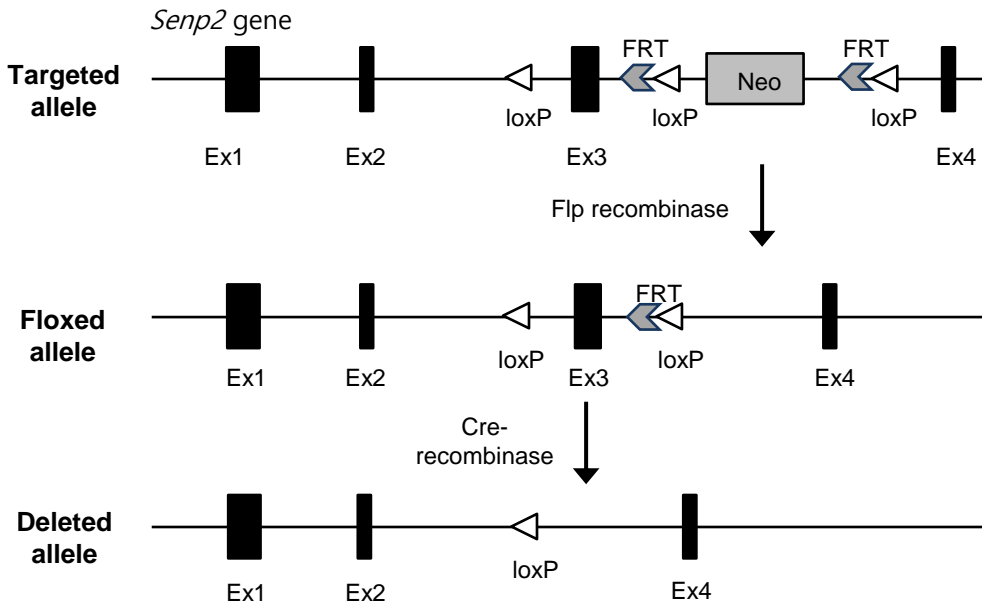 Senp2 gene
Targeted
allele
FRT
FRT
Neo
loxP
loxP
loxP
Ex1
Ex2
Ex3
Ex4
Flp recombinase
Floxed
allele
FRT
loxP
loxP
Ex1
Ex2
Ex3
Ex4
Cre-
recombinase
Deleted
allele
loxP
Ex1
Ex2
Ex4